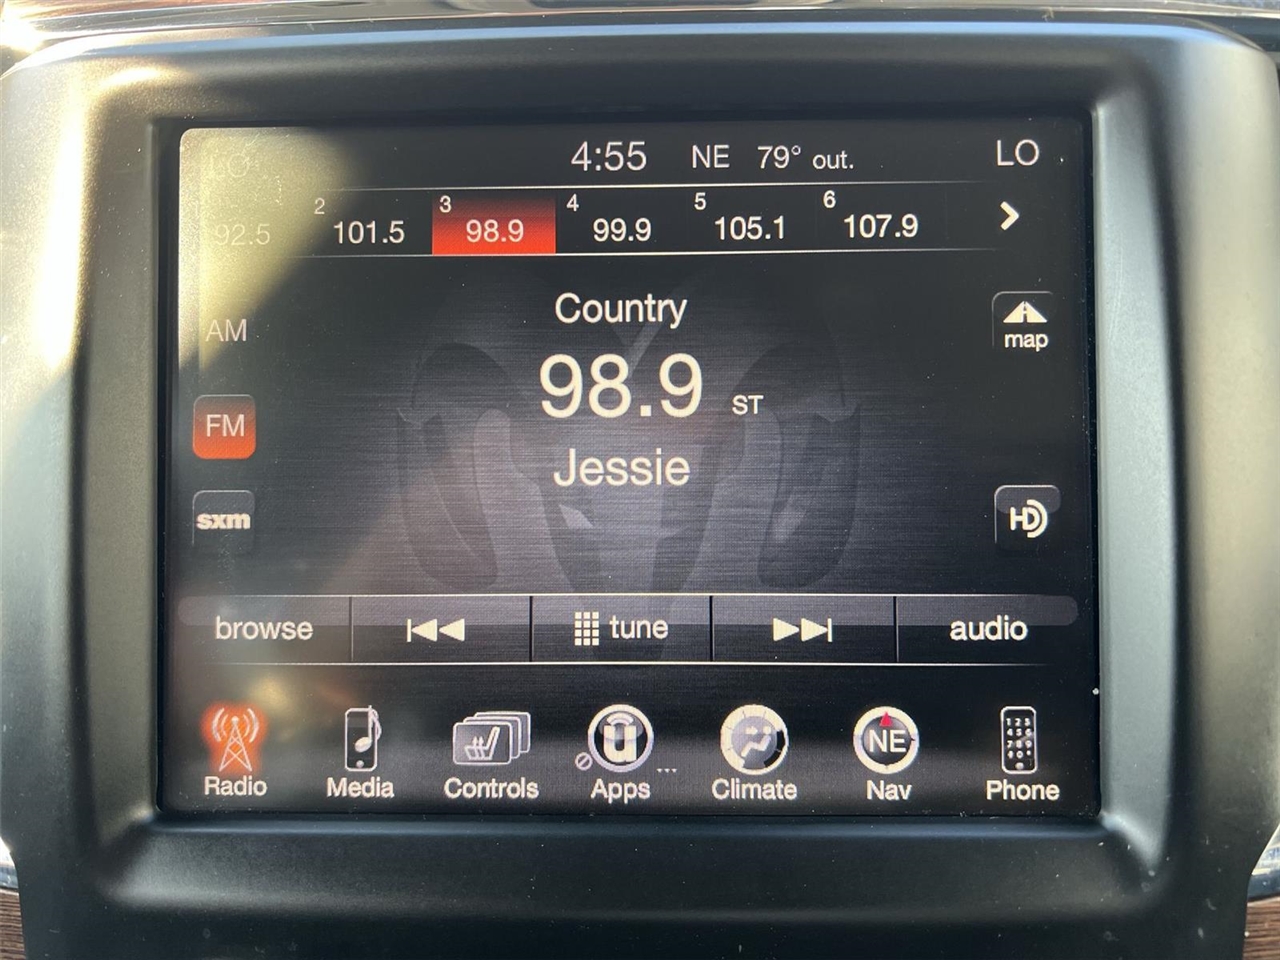 LO 4:55 NE 79° out. LO
2 3 4 5 6
92.5 101.5 98.9 99.9 105.1 107.9
Country
AM
map
98.9 ST
FM
Jessie
sxm
HD
browse tune audio
NE
Radio Media Controls Apps Climate Nav Phone